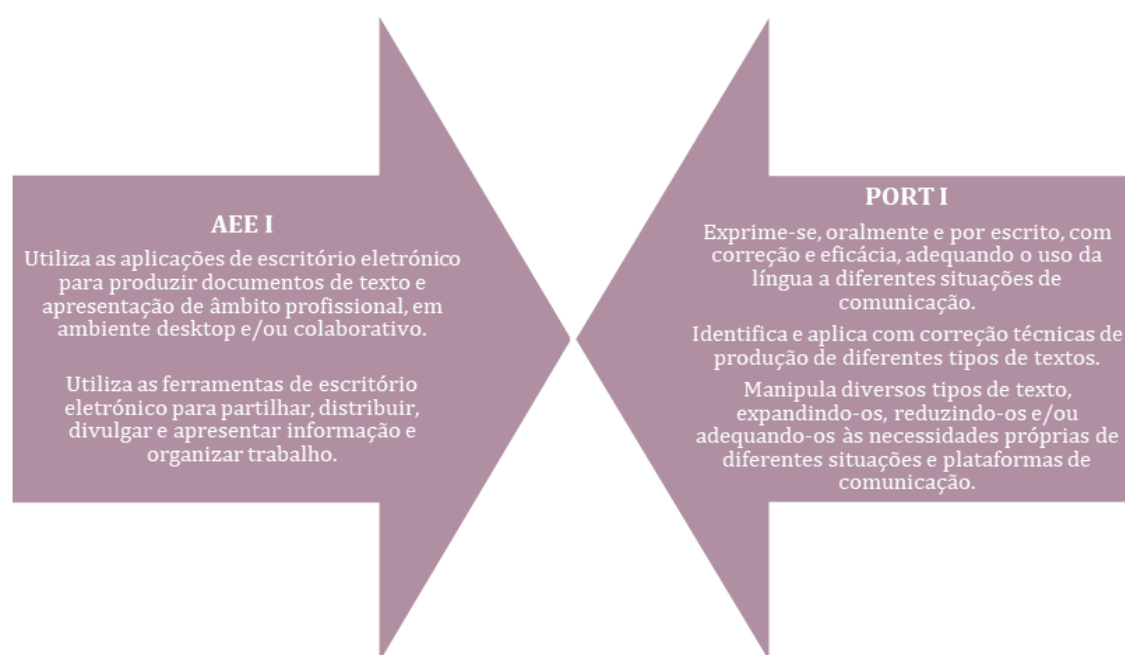 AEE I
Utiliza as aplicações de escritório eletrónico
para produzir documentos de texto e
apresentação de âmbito profissional, em
ambiente desktop e/ou colaborativo.
Utiliza as ferramentas de escritório
eletrónico para partilhar, distribuir,
divulgar e apresentar informação e
organizar trabalho.
PORT I
Exprime-se, oralmente e por escrito, com
correção e eficácia, adequando o uso da
língua a diferentes situações de
comunicação.
Identifica e aplica com correção técnicas de
produção de diferentes tipos de textos.
Manipula diversos tipos de texto,
expandindo-os, reduzindo-os e/ou
adequando-os às necessidades próprias de
diferentes situações e plataformas de
comunicação.